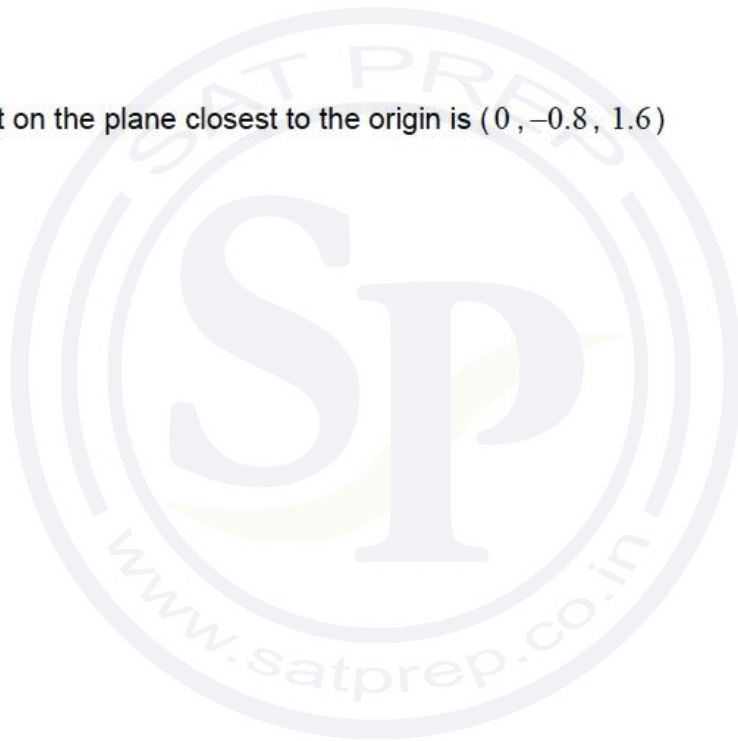 t on the plane closest to the origin is (0 , –0.8 , 1.6)
SAT PREP
SP
www.satprep.co.in